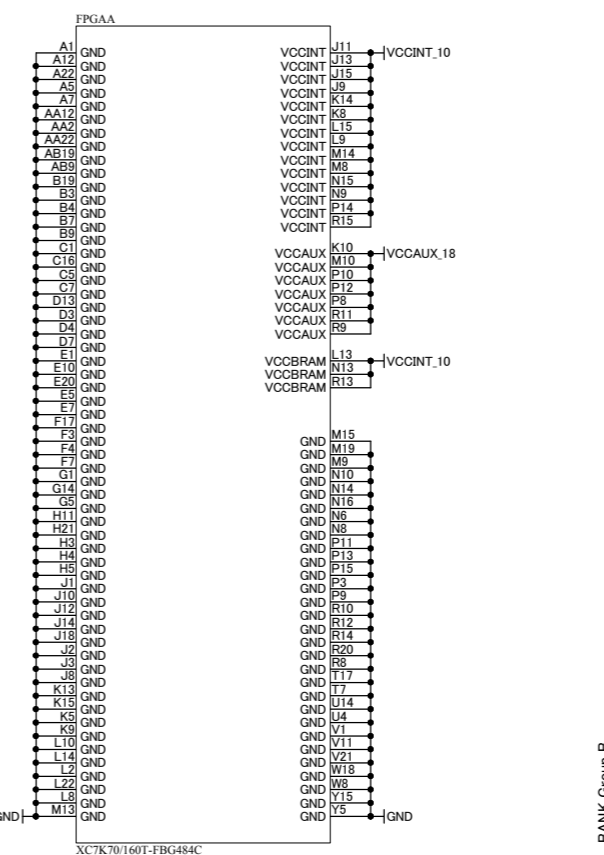 FPGAA
A1 GND
A12 GND
A22 GND
A5 GND
A7 GND
AA12 GND
AA2 GND
AA22 GND
AB19 GND
AB9 GND
B19 GND
B3 GND
B4 GND
B7 GND
B9 GND
C1 GND
C16 GND
C5 GND
C7 GND
D13 GND
D3 GND
D4 GND
D7 GND
E1 GND
E10 GND
E20 GND
E5 GND
E7 GND
F17 GND
F3 GND
F4 GND
F7 GND
G1 GND
G14 GND
G5 GND
H11 GND
H21 GND
H3 GND
H4 GND
H5 GND
J1 GND
J10 GND
J12 GND
J14 GND
J18 GND
J2 GND
J3 GND
J8 GND
K13 GND
K15 GND
K5 GND
K9 GND
L10 GND
L14 GND
L2 GND
L22 GND
L8 GND
GND M13 GND
VCCINT J11 VCCINT_10
VCCINT J13
VCCINT J15
VCCINT J9
VCCINT K14
VCCINT K8
VCCINT L15
VCCINT L9
VCCINT M14
VCCINT M8
VCCINT N15
VCCINT N9
VCCINT P14
VCCINT R15
VCCAUX K10 VCCAUX_18
VCCAUX M10
VCCAUX P10
VCCAUX P12
VCCAUX P8
VCCAUX R11
VCCAUX R9
VCCBRAM L13 VCCINT_10
VCCBRAM N13
VCCBRAM R13
GND M15
GND M19
GND M9
GND N10
GND N14
GND N16
GND N6
GND N8
GND P11
GND P13
GND P15
GND P3
GND P9
GND R10
GND R12
GND R14
GND R20
GND R8
GND T17
GND T7
GND U14
GND U4
GND V1
GND V11
GND V21
GND W18
GND W8
GND Y15
GND Y5 GND
XC7K70/160T-FBG484C
BANK Group